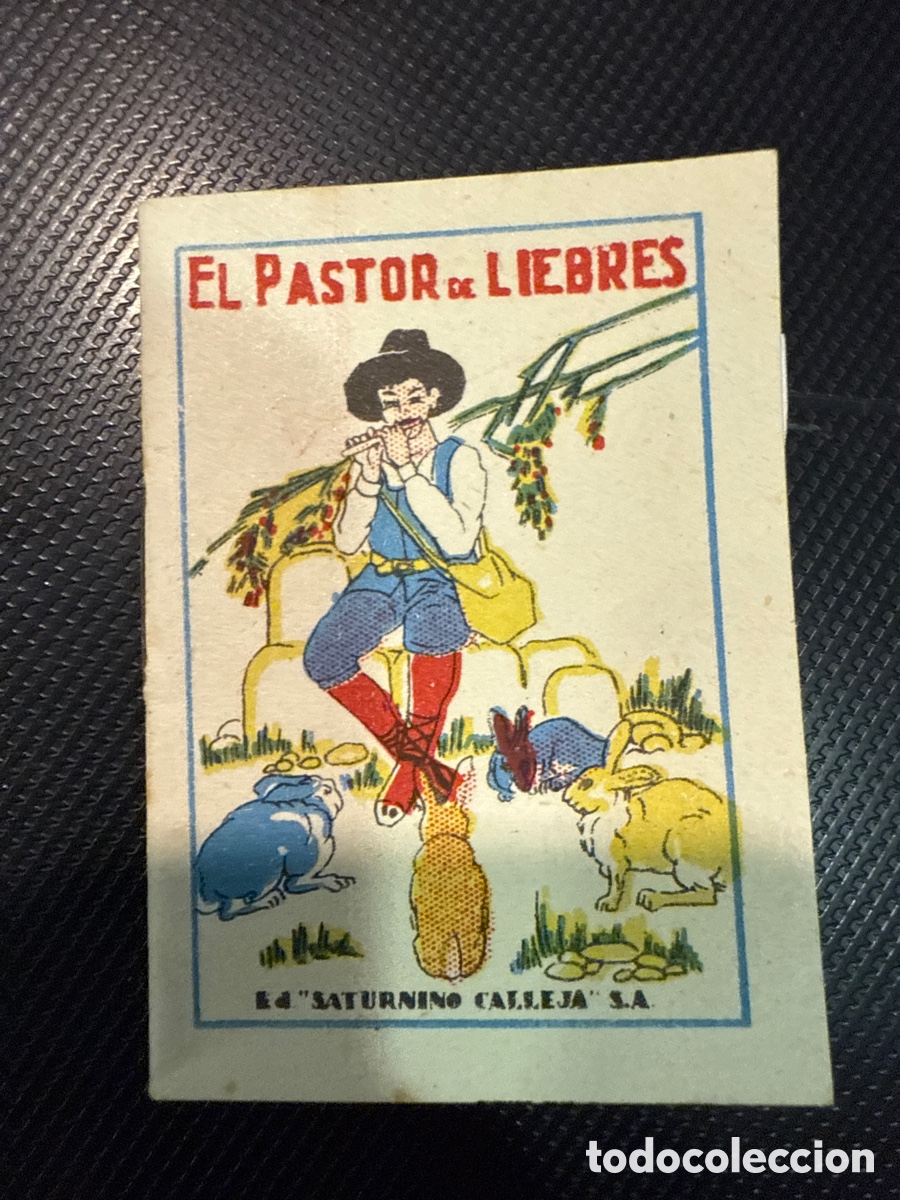 EL PASTOR DE LIEBRES
Ed "SATURNINO CALLEJA" S.A.
todocoleccion